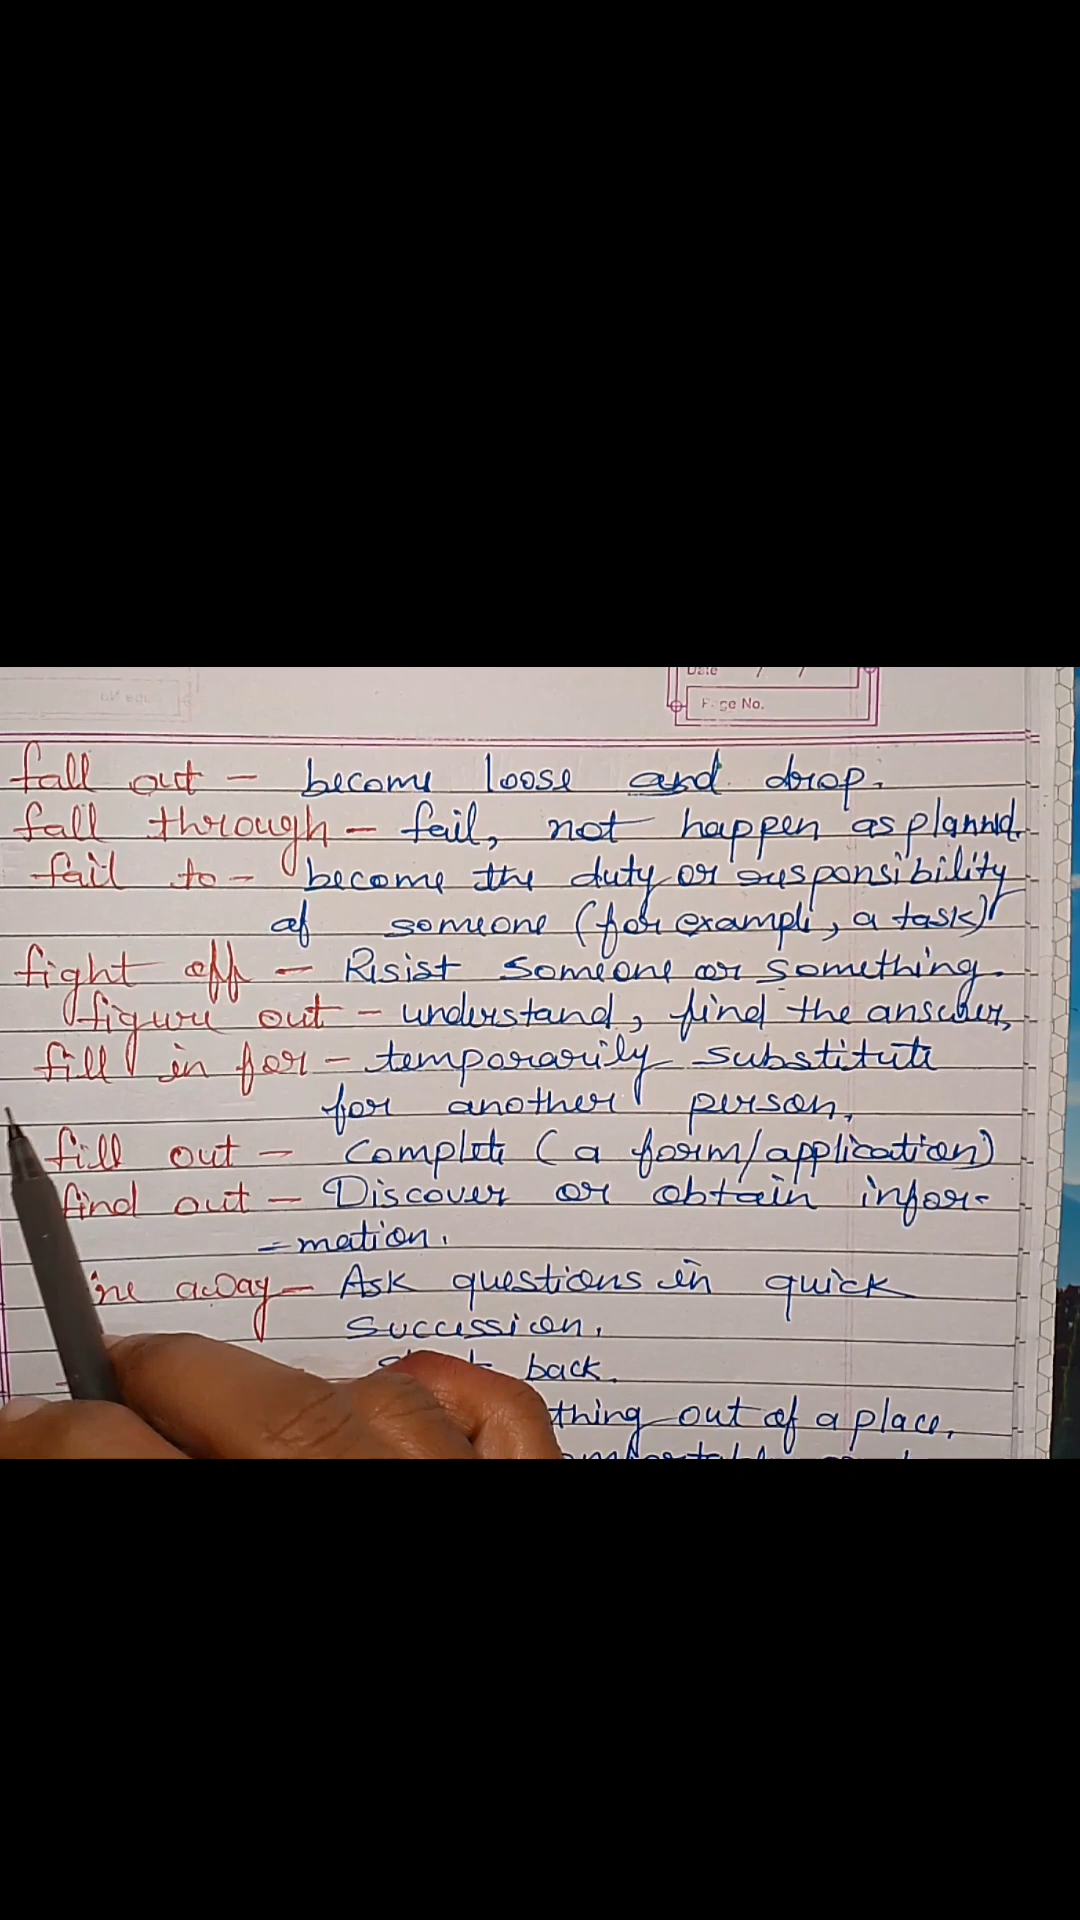 Date / /
Page No.
fall out - become loose and drop.
fall through - fail, not happen as planned.
fail to - become the duty or responsibility
of someone (for example, a task)
fight off - Resist someone or something.
figure out - understand, find the answer,
fill in for - temporarily substitute
for another person,
fill out - Complete (a form/application)
find out - Discover or obtain infor-
-mation.
away - Ask questions in quick
succession.
back.
thing out of a place,